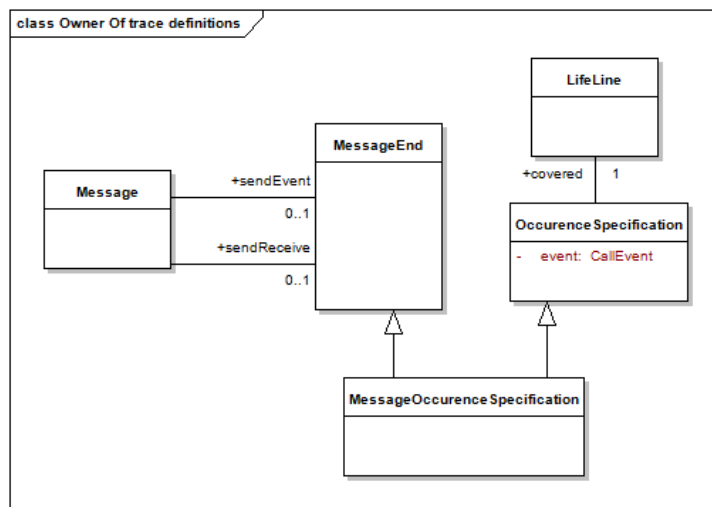 class Owner Of trace definitions
LifeLine
MessageEnd
+covered 1
Message
+sendEvent
0..1
OccurenceSpecification
+sendReceive
- event: CallEvent
0..1
MessageOccurenceSpecification